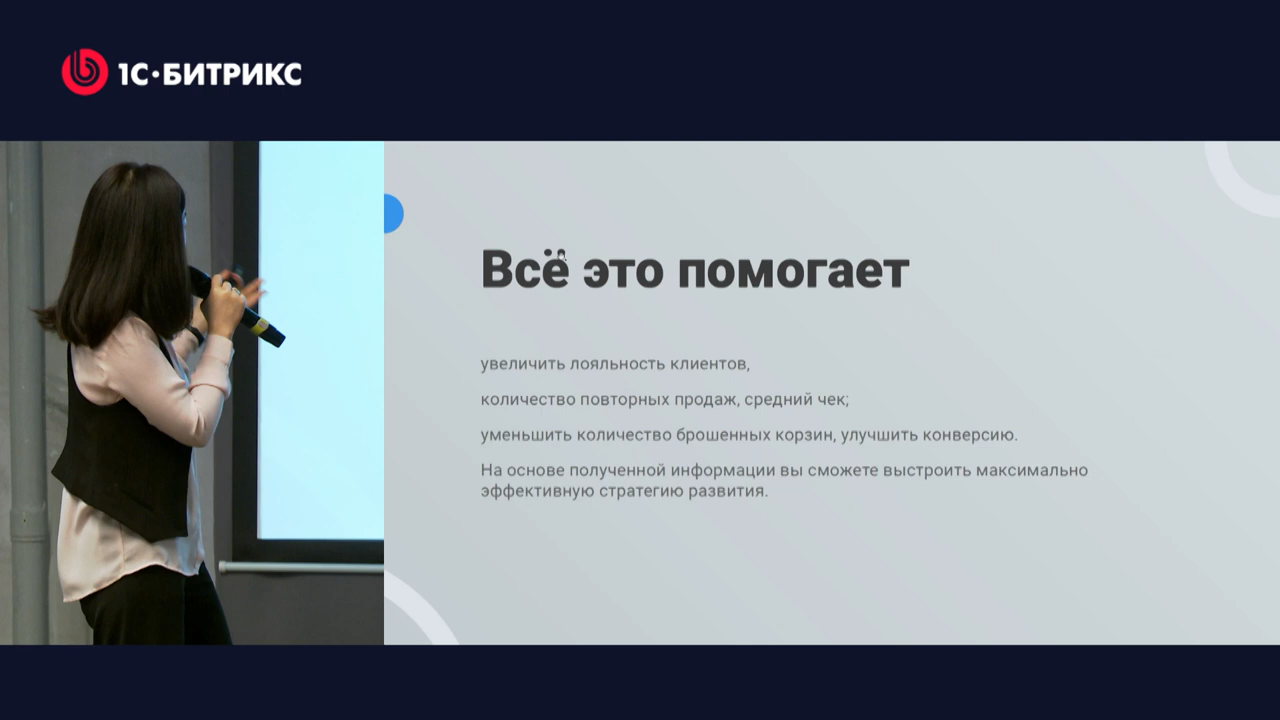 1С·БИТРИКС
Всё это помогает
увеличить лояльность клиентов,
количество повторных продаж, средний чек;
уменьшить количество брошенных корзин, улучшить конверсию.
На основе полученной информации вы сможете выстроить максимально
эффективную стратегию развития.